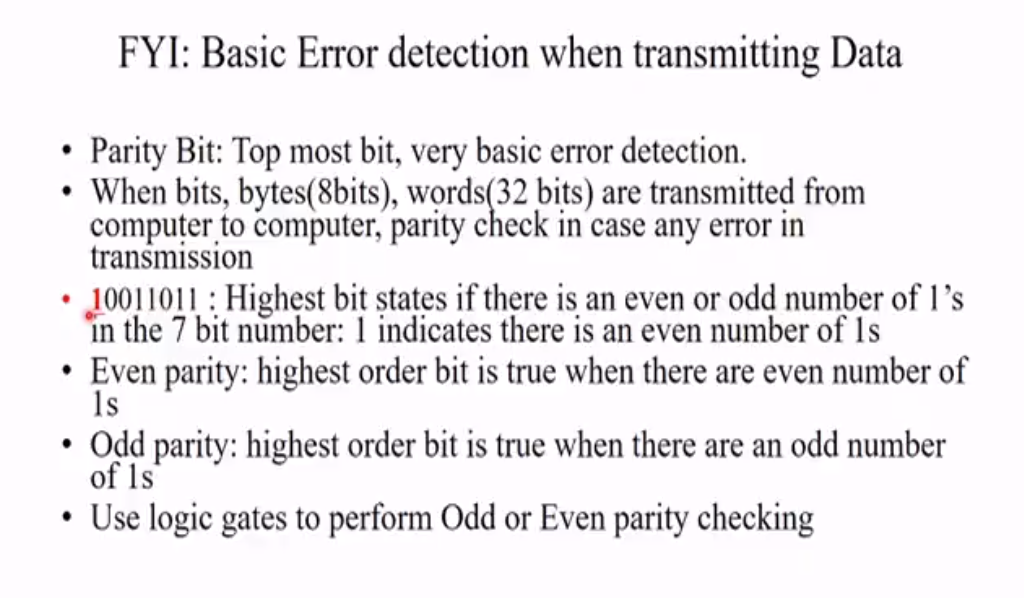 FYI: Basic Error detection when transmitting Data
• Parity Bit: Top most bit, very basic error detection.
• When bits, bytes(8bits), words(32 bits) are transmitted from
computer to computer, parity check in case any error in
transmission
• 10011011 : Highest bit states if there is an even or odd number of 1's
in the 7 bit number: 1 indicates there is an even number of 1s
• Even parity: highest order bit is true when there are even number of
1s
• Odd parity: highest order bit is true when there are an odd number
of 1s
• Use logic gates to perform Odd or Even parity checking